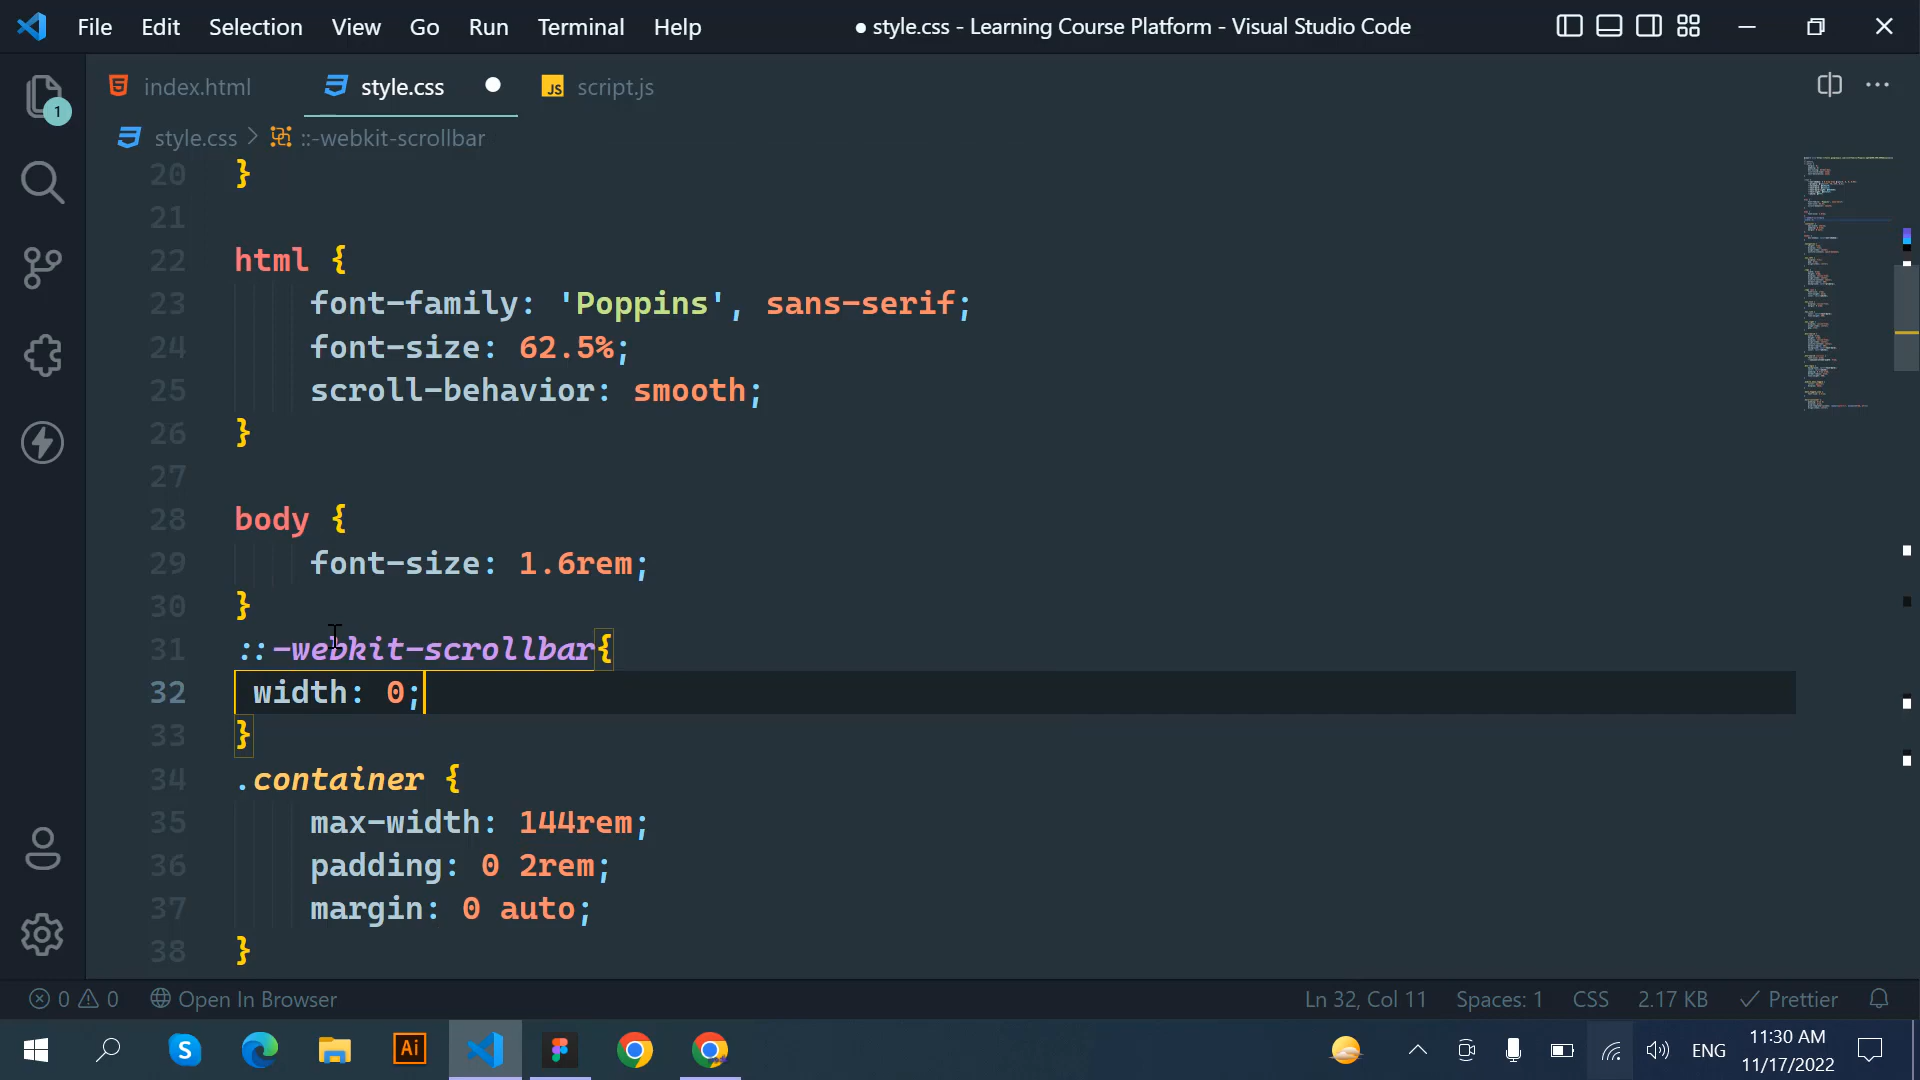 File Edit Selection View Go Run Terminal Help ● style.css - Learning Course Platform - Visual Studio Code
index.html style.css JS script.js
1
style.css > ::-webkit-scrollbar
20 }
21
22 html {
23 font-family: 'Poppins', sans-serif;
24 font-size: 62.5%;
25 scroll-behavior: smooth;
26 }
27
28 body {
29 font-size: 1.6rem;
30 }
31 ::-webkit-scrollbar{
32 width: 0;
33 }
34 .container {
35 max-width: 144rem;
36 padding: 0 2rem;
37 margin: 0 auto;
38 }
0 0 Open In Browser Ln 32, Col 11 Spaces: 1 CSS 2.17 KB ✓ Prettier
S Ai ENG 11:30 AM
11/17/2022